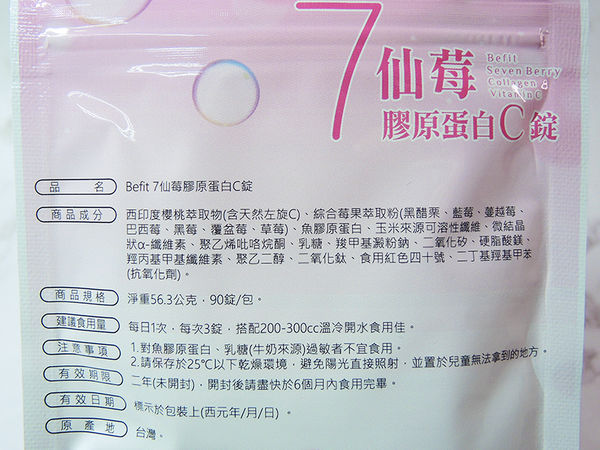 7仙莓
Befit
Seven Berry
Collagen &
Vitamin C
膠原蛋白C錠
品名 Befit 7仙莓膠原蛋白C錠
商品成分 西印度櫻桃萃取物(含天然左旋C)、綜合莓果萃取粉(黑醋栗、藍莓、蔓越莓、
巴西莓、黑莓、覆盆莓、草莓)、魚膠原蛋白、玉米來源可溶性纖維、微結晶
狀α-纖維素、聚乙烯吡咯烷酮、乳糖、羧甲基澱粉鈉、二氧化矽、硬脂酸鎂、
羥丙基甲基纖維素、聚乙二醇、二氧化鈦、食用紅色四十號、二丁基羥基甲苯
(抗氧化劑)。
商品規格 淨重56.3公克，90錠/包。
建議食用量 每日1次，每次3錠，搭配200-300cc溫冷開水食用佳。
注意事項 1.對魚膠原蛋白、乳糖(牛奶來源)過敏者不宜食用。
2.請保存於25℃以下乾燥環境，避免陽光直接照射，並置於兒童無法拿到的地方。
有效期限 二年(未開封)，開封後請盡快於6個月內食用完畢。
有效日期 標示於包裝上(西元年/月/日)。
原產地 台灣。